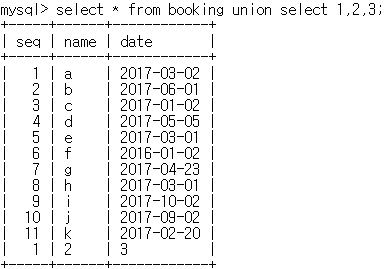 mysql> select * from booking union select 1,2,3;
+-----+------+------------+
| seq | name | date       |
+-----+------+------------+
|   1 | a    | 2017-03-02 |
|   2 | b    | 2017-06-01 |
|   3 | c    | 2017-01-02 |
|   4 | d    | 2017-05-05 |
|   5 | e    | 2017-03-01 |
|   6 | f    | 2016-01-02 |
|   7 | g    | 2017-04-23 |
|   8 | h    | 2017-03-01 |
|   9 | i    | 2017-10-02 |
|  10 | j    | 2017-09-02 |
|  11 | k    | 2017-02-20 |
|   1 | 2    | 3          |
+-----+------+------------+